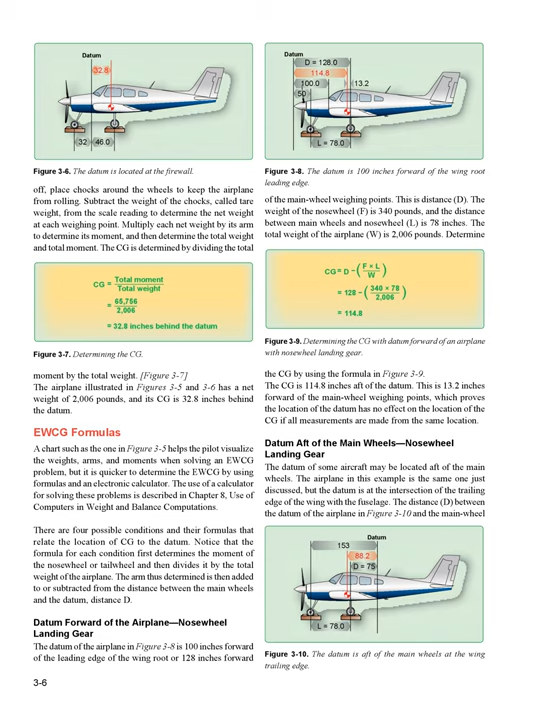 Datum
32.8
32
46.0
Figure 3-6. The datum is located at the firewall.
off, place chocks around the wheels to keep the airplane
from rolling. Subtract the weight of the chocks, called tare
weight, from the scale reading to determine the net weight
at each weighing point. Multiply each net weight by its arm
to determine its moment, and then determine the total weight
and total moment. The CG is determined by dividing the total
CG = Total moment
Total weight
= 65,756
2,006
= 32.8 inches behind the datum
Figure 3-7. Determining the CG.
moment by the total weight. [Figure 3-7]
The airplane illustrated in Figures 3-5 and 3-6 has a net
weight of 2,006 pounds, and its CG is 32.8 inches behind
the datum.
EWCG Formulas
A chart such as the one in Figure 3-5 helps the pilot visualize
the weights, arms, and moments when solving an EWCG
problem, but it is quicker to determine the EWCG by using
formulas and an electronic calculator. The use of a calculator
for solving these problems is described in Chapter 8, Use of
Computers in Weight and Balance Computations.
There are four possible conditions and their formulas that
relate the location of CG to the datum. Notice that the
formula for each condition first determines the moment of
the nosewheel or tailwheel and then divides it by the total
weight of the airplane. The arm thus determined is then added
to or subtracted from the distance between the main wheels
and the datum, distance D.
Datum Forward of the Airplane—Nosewheel
Landing Gear
The datum of the airplane in Figure 3-8 is 100 inches forward
of the leading edge of the wing root or 128 inches forward
Datum
D = 128.0
114.8
100.0
13.2
50
L = 78.0
Figure 3-8. The datum is 100 inches forward of the wing root
leading edge.
of the main-wheel weighing points. This is distance (D). The
weight of the nosewheel (F) is 340 pounds, and the distance
between main wheels and nosewheel (L) is 78 inches. The
total weight of the airplane (W) is 2,006 pounds. Determine
CG = D - ( F × L )
W
= 128 - ( 340 × 78 )
2,006
= 114.8
Figure 3-9. Determining the CG with datum forward of an airplane
with nosewheel landing gear.
the CG by using the formula in Figure 3-9.
The CG is 114.8 inches aft of the datum. This is 13.2 inches
forward of the main-wheel weighing points, which proves
the location of the datum has no effect on the location of the
CG if all measurements are made from the same location.
Datum Aft of the Main Wheels—Nosewheel
Landing Gear
The datum of some aircraft may be located aft of the main
wheels. The airplane in this example is the same one just
discussed, but the datum is at the intersection of the trailing
edge of the wing with the fuselage. The distance (D) between
the datum of the airplane in Figure 3-10 and the main-wheel
Datum
153
88.2
D = 75
L = 78.0
Figure 3-10. The datum is aft of the main wheels at the wing
trailing edge.
3-6